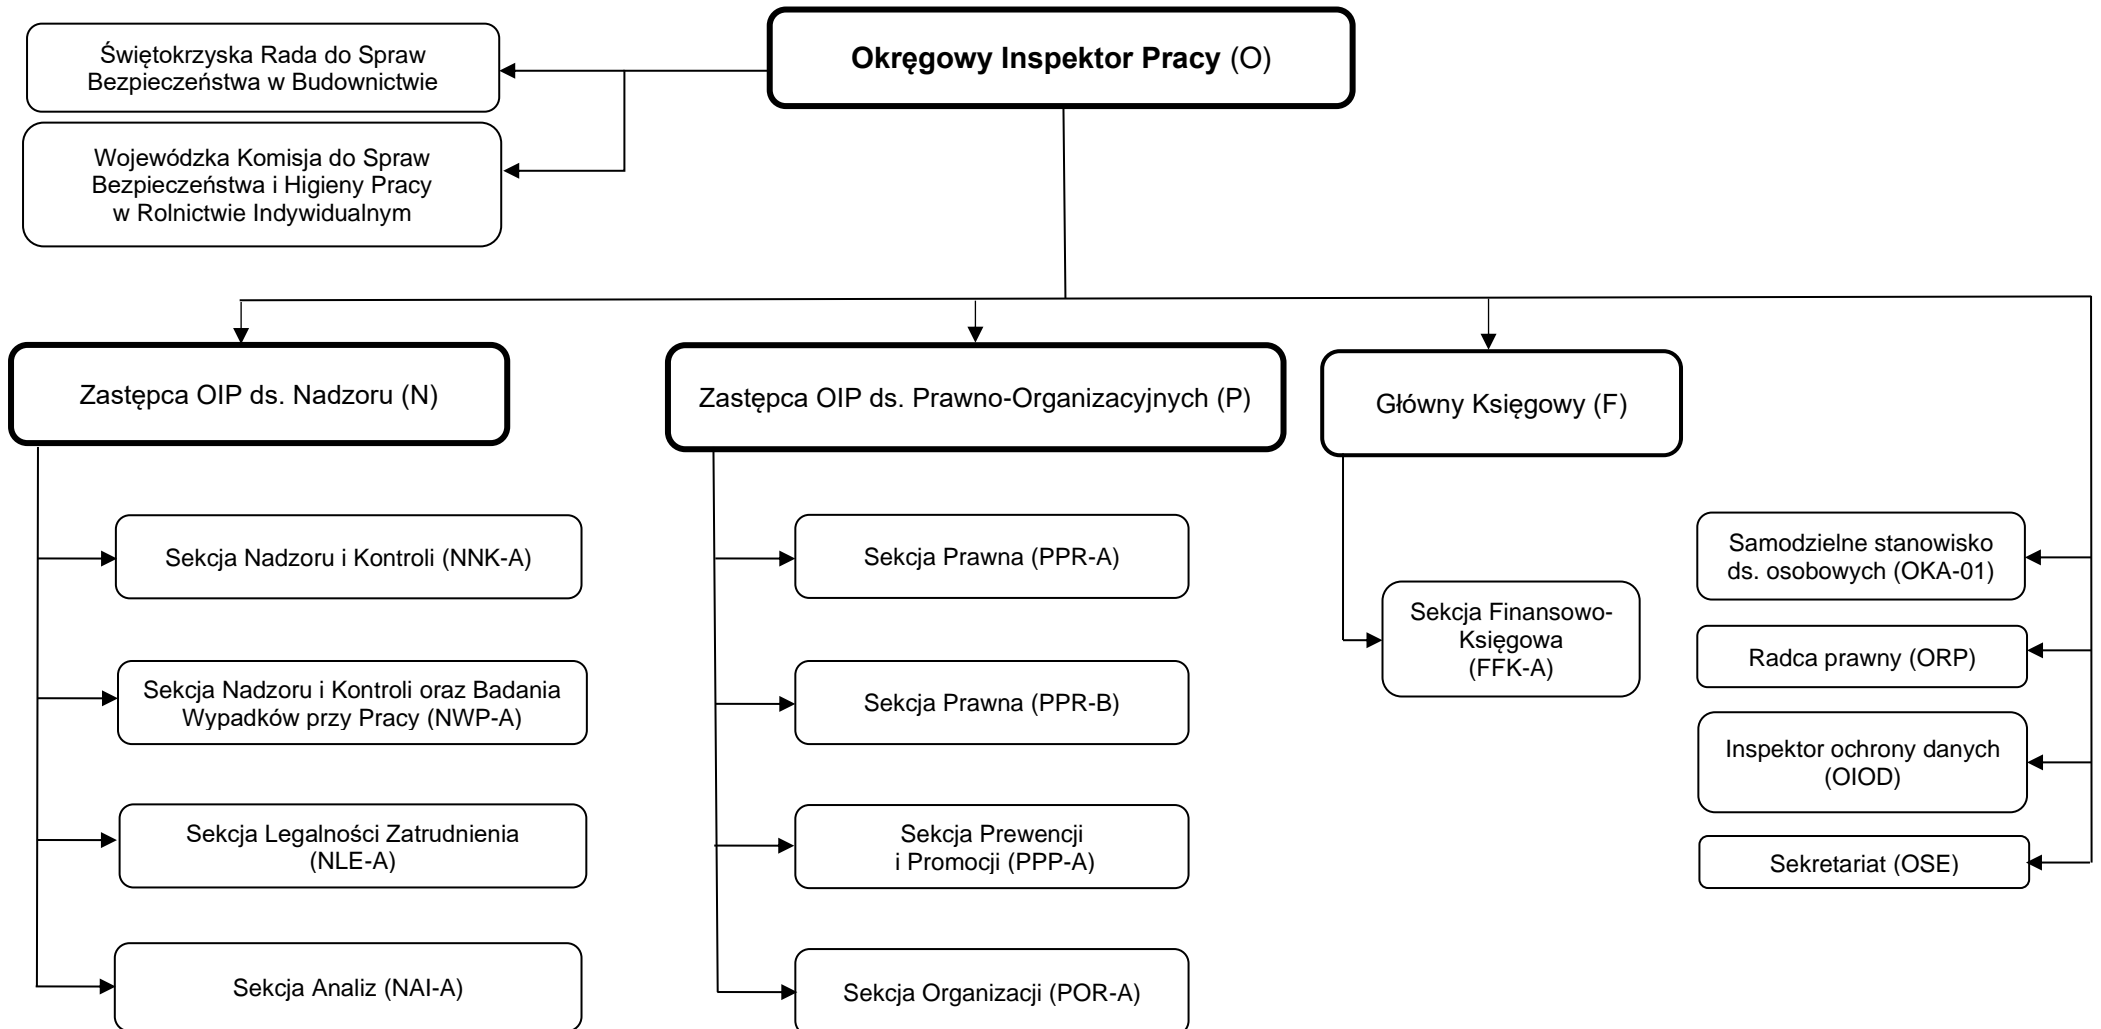 Świętokrzyska Rada do Spraw
Bezpieczeństwa w Budownictwie
Okręgowy Inspektor Pracy (O)
Wojewódzka Komisja do Spraw
Bezpieczeństwa i Higieny Pracy
w Rolnictwie Indywidualnym
Zastępca OIP ds. Nadzoru (N)
Zastępca OIP ds. Prawno-Organizacyjnych (P)
Główny Księgowy (F)
Sekcja Nadzoru i Kontroli (NNK-A)
Sekcja Nadzoru i Kontroli oraz Badania
Wypadków przy Pracy (NWP-A)
Sekcja Legalności Zatrudnienia
(NLE-A)
Sekcja Analiz (NAI-A)
Sekcja Prawna (PPR-A)
Sekcja Prawna (PPR-B)
Sekcja Prewencji
i Promocji (PPP-A)
Sekcja Organizacji (POR-A)
Sekcja Finansowo-
Księgowa
(FFK-A)
Samodzielne stanowisko
ds. osobowych (OKA-01)
Radca prawny (ORP)
Inspektor ochrony danych
(OIOD)
Sekretariat (OSE)